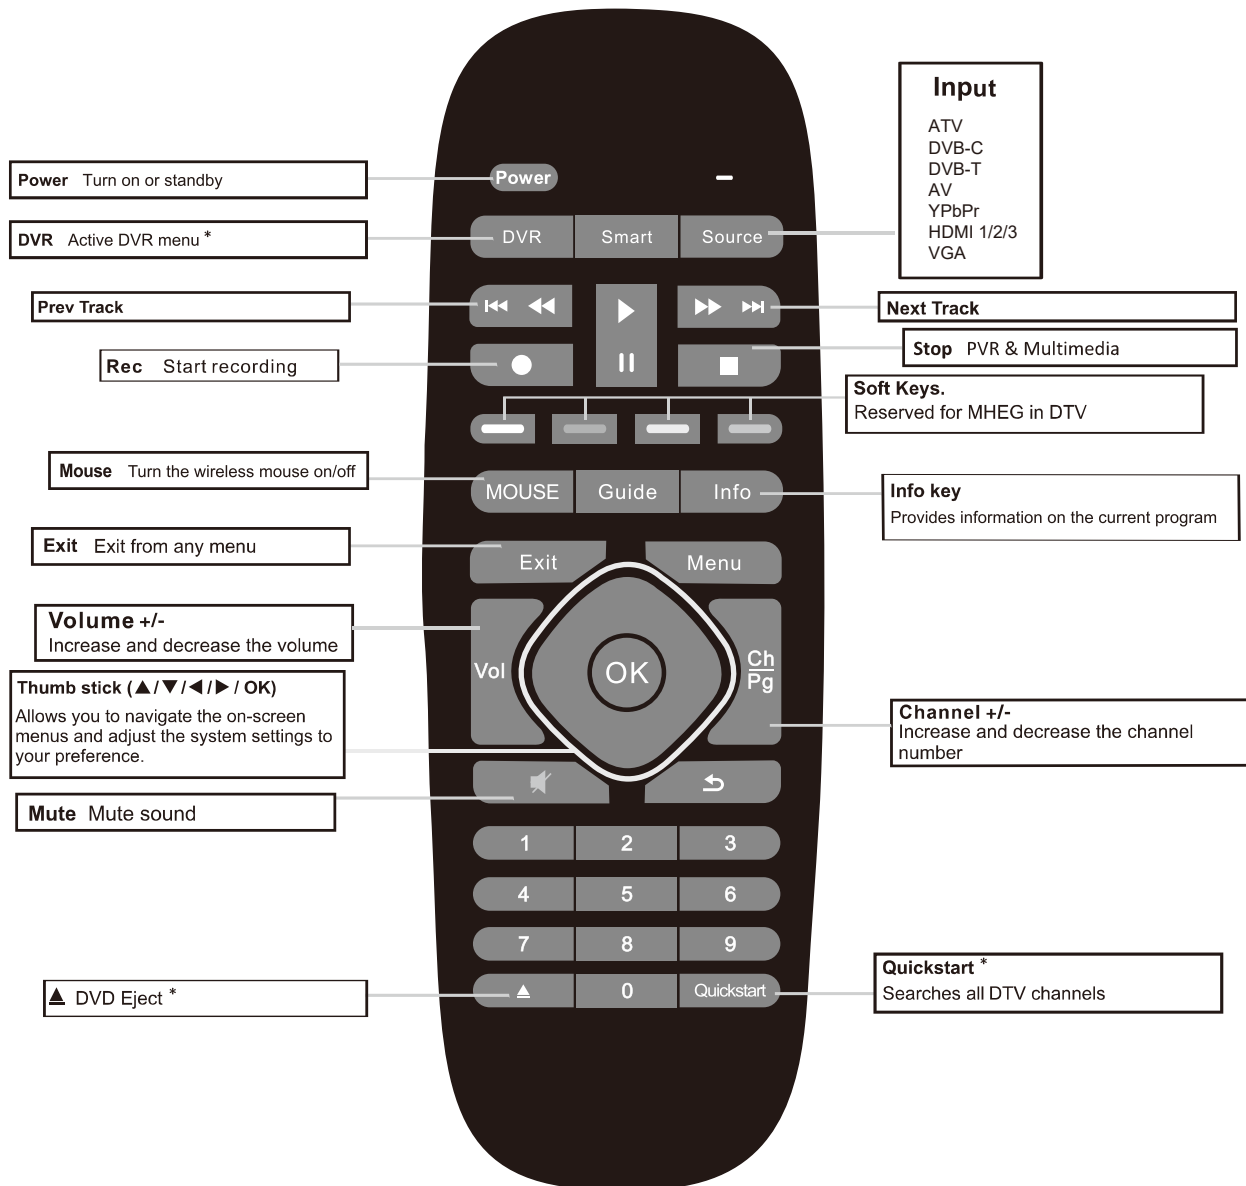 Input
ATV
DVB-C
DVB-T
AV
YPbPr
HDMI 1/2/3
VGA
Power Turn on or standby
Power
DVR Active DVR menu *
DVR Smart Source
Prev Track
Next Track
Stop PVR & Multimedia
Rec Start recording
Soft Keys.
Reserved for MHEG in DTV
Mouse Turn the wireless mouse on/off
MOUSE Guide Info
Info key
Provides information on the current program
Exit Exit from any menu
Exit Menu
Volume +/-
Increase and decrease the volume
Vol OK Ch
Pg
Thumb stick (▲/▼/◀/▶/ OK)
Allows you to navigate the on-screen
menus and adjust the system settings to
your preference.
Channel +/-
Increase and decrease the channel
number
Mute Mute sound
1 2 3
4 5 6
7 8 9
0 Quickstart
Quickstart *
Searches all DTV channels
DVD Eject *